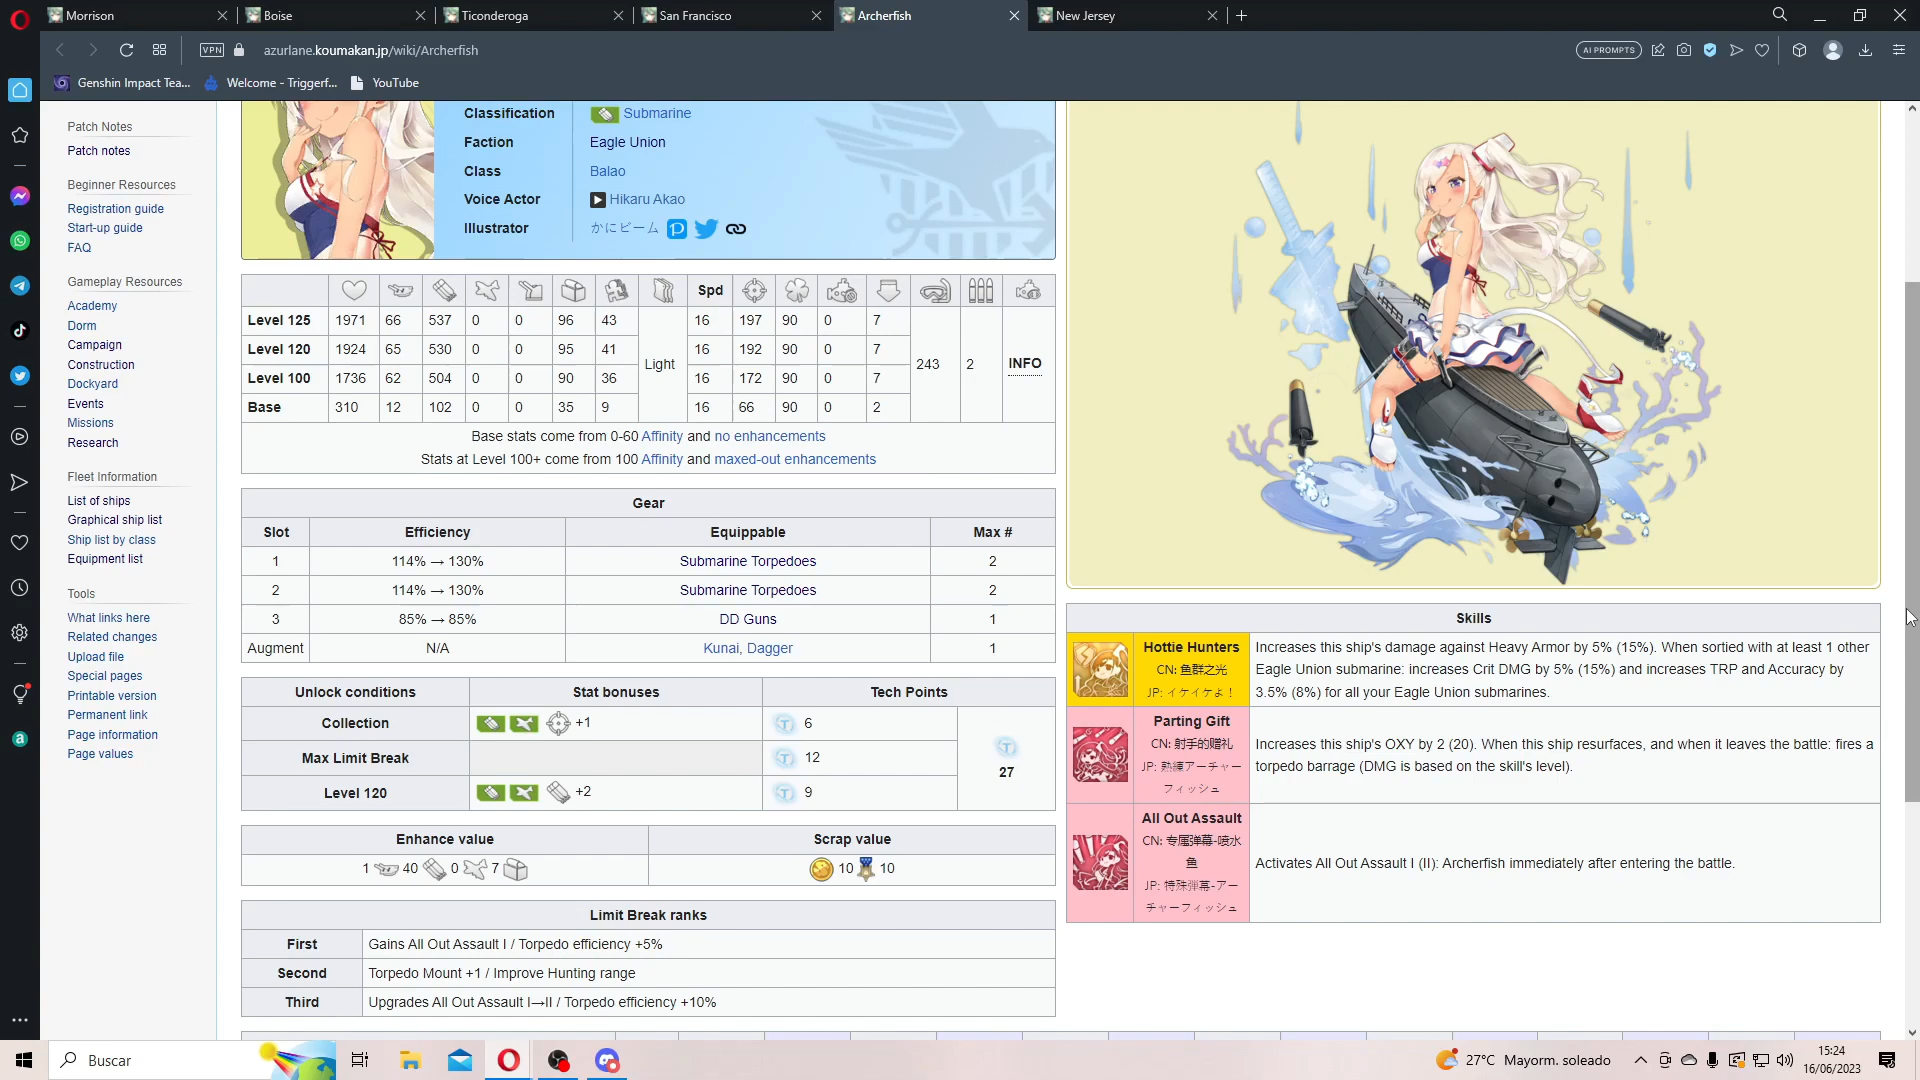 Morrison
Boise
Ticonderoga
San Francisco
Archerfish
New Jersey
VPN
azurlane.koumakan.jp/wiki/Archerfish
AI PROMPTS
Genshin Impact Tea...
Welcome - Triggerf...
YouTube
Patch Notes
Patch notes
Beginner Resources
Registration guide
Start-up guide
FAQ
Gameplay Resources
Academy
Dorm
Campaign
Construction
Dockyard
Events
Missions
Research
Fleet Information
List of ships
Graphical ship list
Ship list by class
Equipment list
Tools
What links here
Related changes
Upload file
Special pages
Printable version
Permanent link
Page information
Page values
Classification Submarine
Faction Eagle Union
Class Balao
Voice Actor Hikaru Akao
Illustrator かにビーム
Spd
Level 125 1971 66 537 0 0 96 43 16 197 90 0 7
Level 120 1924 65 530 0 0 95 41 16 192 90 0 7
Light 243 2 INFO
Level 100 1736 62 504 0 0 90 36 16 172 90 0 7
Base 310 12 102 0 0 35 9 16 66 90 0 2
Base stats come from 0-60 Affinity and no enhancements
Stats at Level 100+ come from 100 Affinity and maxed-out enhancements
Gear
Slot Efficiency Equippable Max #
1 114% → 130% Submarine Torpedoes 2
2 114% → 130% Submarine Torpedoes 2
3 85% → 85% DD Guns 1
Augment N/A Kunai, Dagger 1
Unlock conditions Stat bonuses Tech Points
Collection +1 6
Max Limit Break 12
27
Level 120 +2 9
Enhance value Scrap value
1 40 0 7 10 10
Limit Break ranks
First Gains All Out Assault I / Torpedo efficiency +5%
Second Torpedo Mount +1 / Improve Hunting range
Third Upgrades All Out Assault I→II / Torpedo efficiency +10%
Skills
Hottie Hunters
CN: 鱼群之光
JP: イケイケよ！
Increases this ship's damage against Heavy Armor by 5% (15%). When sortied with at least 1 other
Eagle Union submarine: increases Crit DMG by 5% (15%) and increases TRP and Accuracy by
3.5% (8%) for all your Eagle Union submarines.
Parting Gift
CN: 射手的赠礼
JP: 熟練アーチャー
フィッシュ
Increases this ship's OXY by 2 (20). When this ship resurfaces, and when it leaves the battle: fires a
torpedo barrage (DMG is based on the skill's level).
All Out Assault
CN: 专属弹幕-喷水
鱼
JP: 特殊弾幕-アー
チャーフィッシュ
Activates All Out Assault I (II): Archerfish immediately after entering the battle.
Buscar
27°C Mayorm. soleado
15:24
16/06/2023